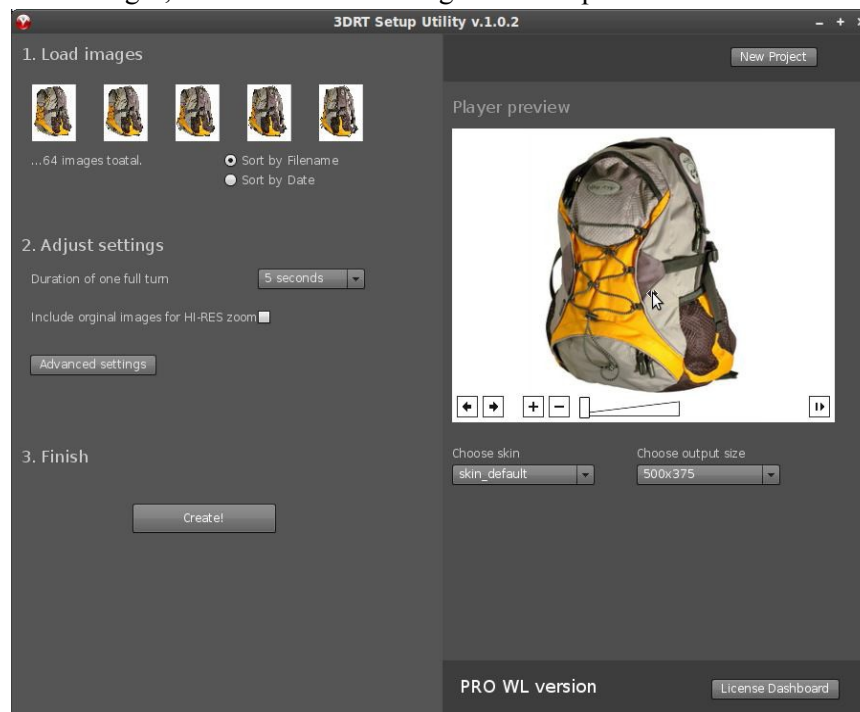 3DRT Setup Utility v.1.0.2
1. Load images
...64 images toatal.
Sort by Filename
Sort by Date
2. Adjust settings
Duration of one full turn
5 seconds
Include orginal images for HI-RES zoom
Advanced settings
3. Finish
Create!
New Project
Player preview
Choose skin
skin_default
Choose output size
500x375
PRO WL version
License Dashboard